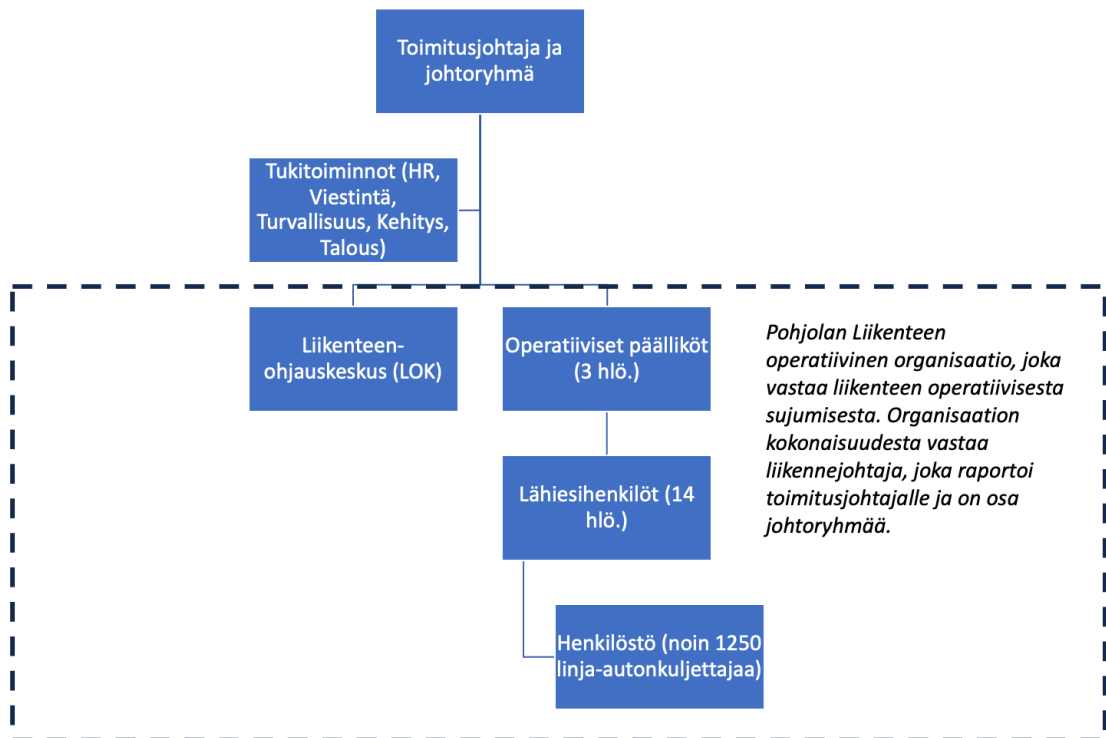 Toimitusjohtaja ja
johtoryhmä
Tukitoiminnot (HR,
Viestintä,
Turvallisuus, Kehitys,
Talous)
Liikenteen-
ohjauskeskus (LOK)
Operatiiviset päälliköt
(3 hlö.)
Pohjolan Liikenteen
operatiivinen organisaatio, joka
vastaa liikenteen operatiivisesta
sujumisesta. Organisaation
kokonaisuudesta vastaa
liikennejohtaja, joka raportoi
toimitusjohtajalle ja on osa
johtoryhmää.
Lähiesihenkilöt (14
hlö.)
Henkilöstö (noin 1250
linja-autonkuljettajaa)